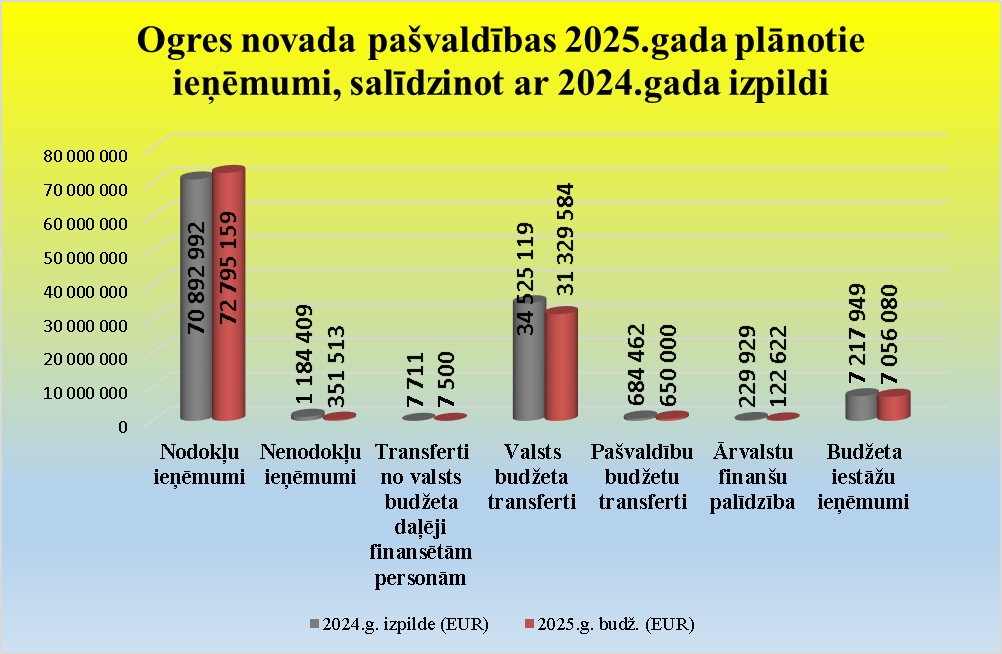 Ogres novada pašvaldības 2025.gada plānotie
ieņēmumi, salīdzinot ar 2024.gada izpildi
80 000 000
70 000 000
60 000 000
50 000 000
40 000 000
30 000 000
20 000 000
10 000 000
0
70 892 992
72 795 159
1 184 409
351 513
7 711
7 500
34 525 119
31 329 584
684 462
650 000
229 929
122 622
7 217 949
7 056 080
Nodokļu
ieņēmumi
Nenodokļu
ieņēmumi
Transferti
no valsts
budžeta
daļēji
finansētām
personām
Valsts
budžeta
transferti
Pašvaldību
budžetu
transferti
Ārvalstu
finanšu
palīdzība
Budžeta
iestāžu
ieņēmumi
2024.g. izpilde (EUR)
2025.g. budž. (EUR)